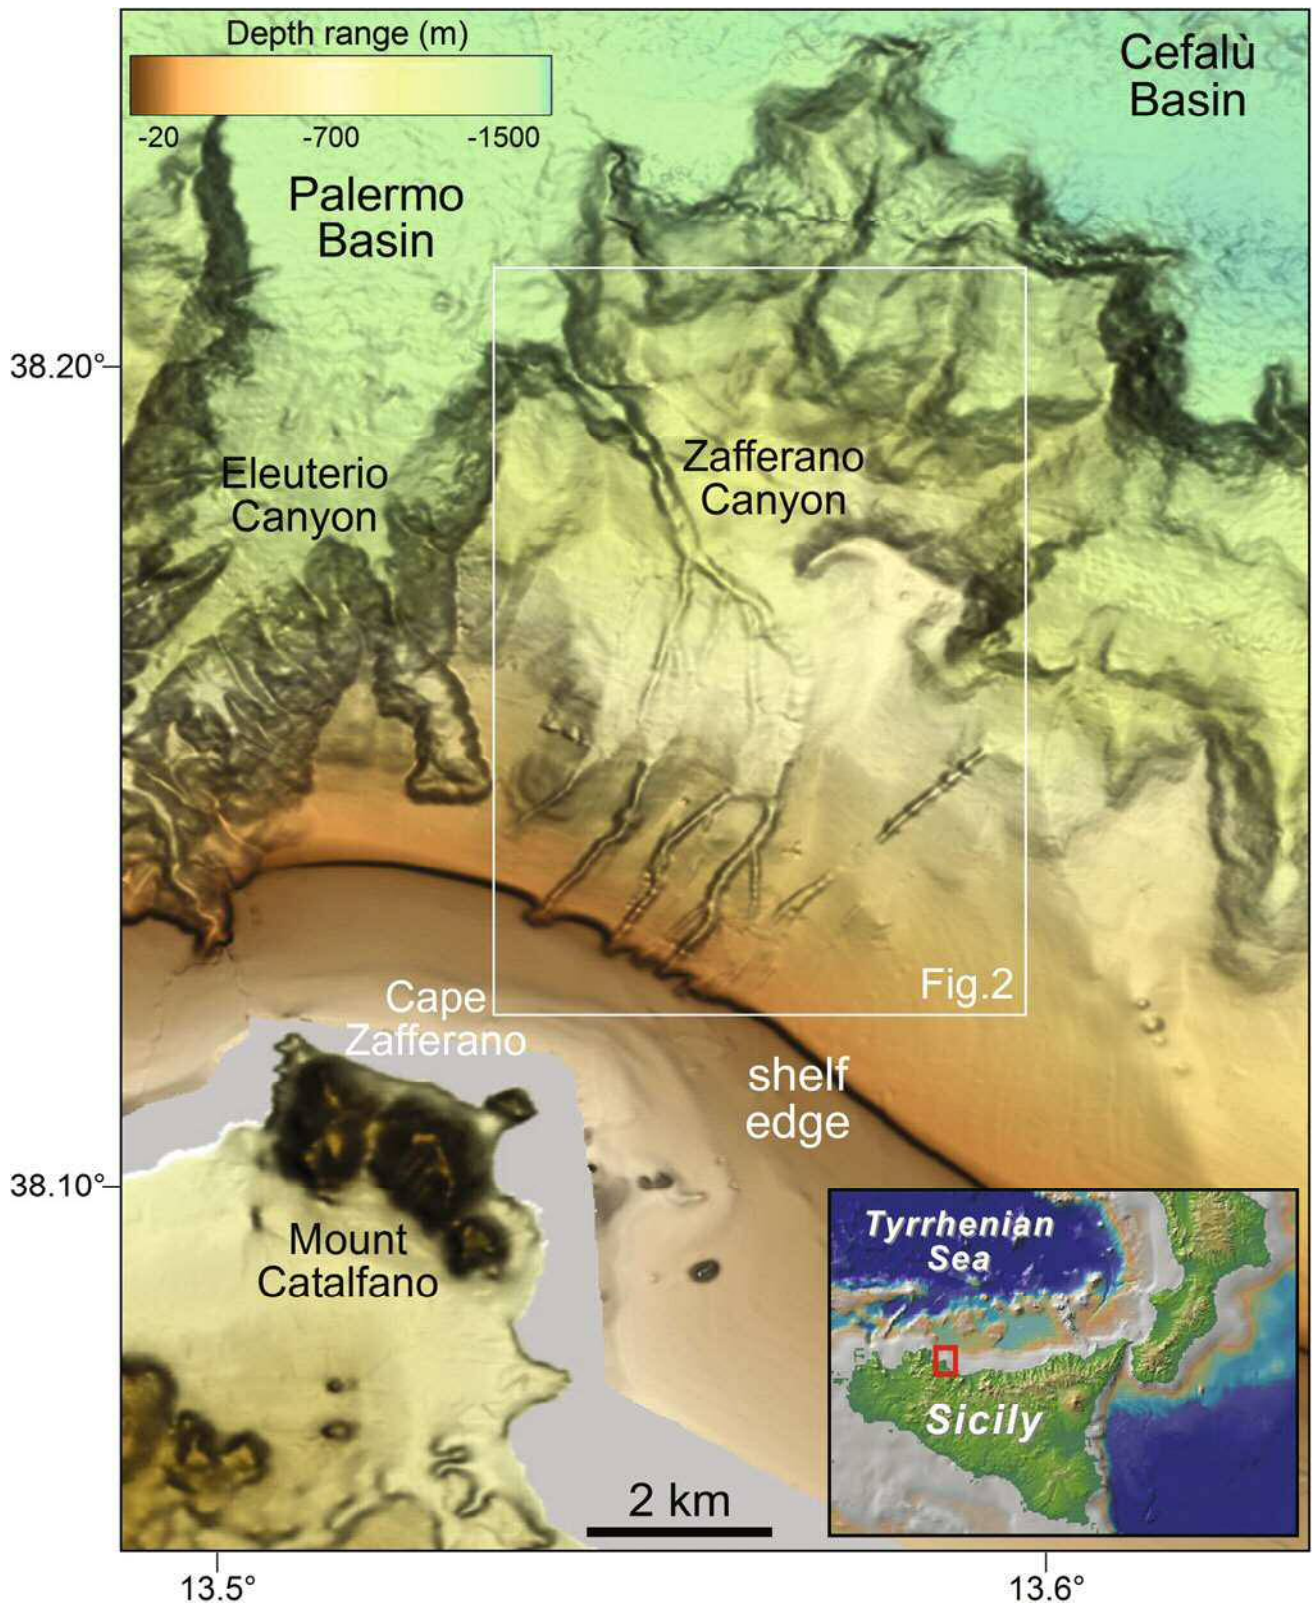 Depth range (m)
-20
-700
-1500
Cefalù
Basin
Palermo
Basin
38.20°
Eleuterio
Canyon
Zafferano
Canyon
Fig.2
Cape
Zafferano
shelf
edge
38.10°
Mount
Catalfano
Tyrrhenian
Sea
Sicily
2 km
13.5°
13.6°